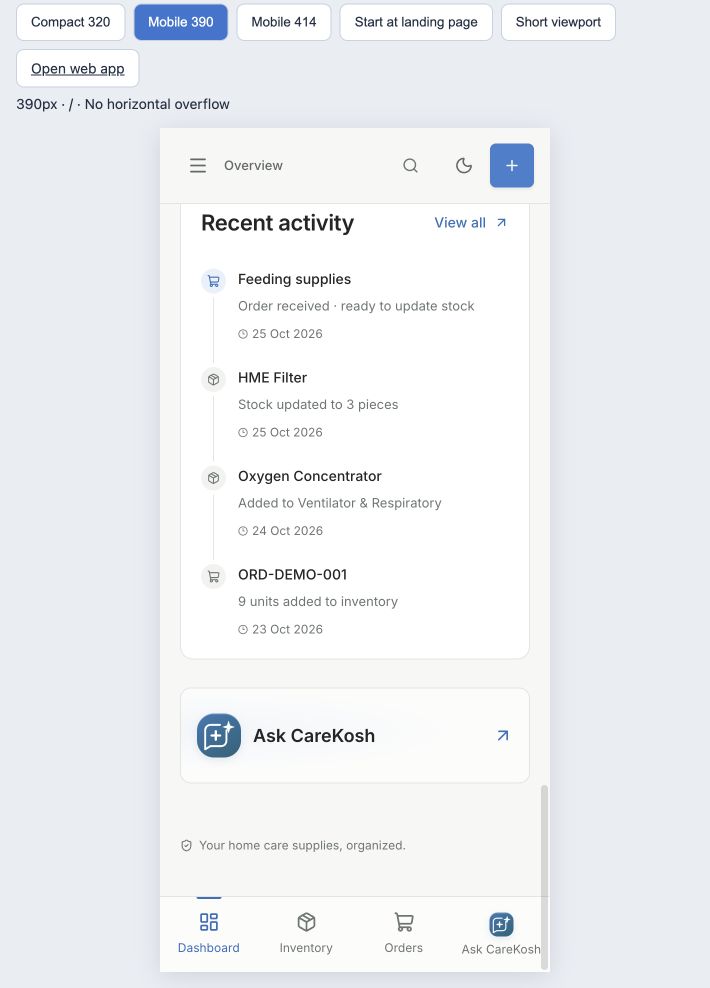 Compact 320
Mobile 390
Mobile 414
Start at landing page
Short viewport
Open web app
390px · / · No horizontal overflow
Overview
Recent activity
View all
Feeding supplies
Order received · ready to update stock
25 Oct 2026
HME Filter
Stock updated to 3 pieces
25 Oct 2026
Oxygen Concentrator
Added to Ventilator & Respiratory
24 Oct 2026
ORD-DEMO-001
9 units added to inventory
23 Oct 2026
Ask CareKosh
Your home care supplies, organized.
Dashboard
Inventory
Orders
Ask CareKosh